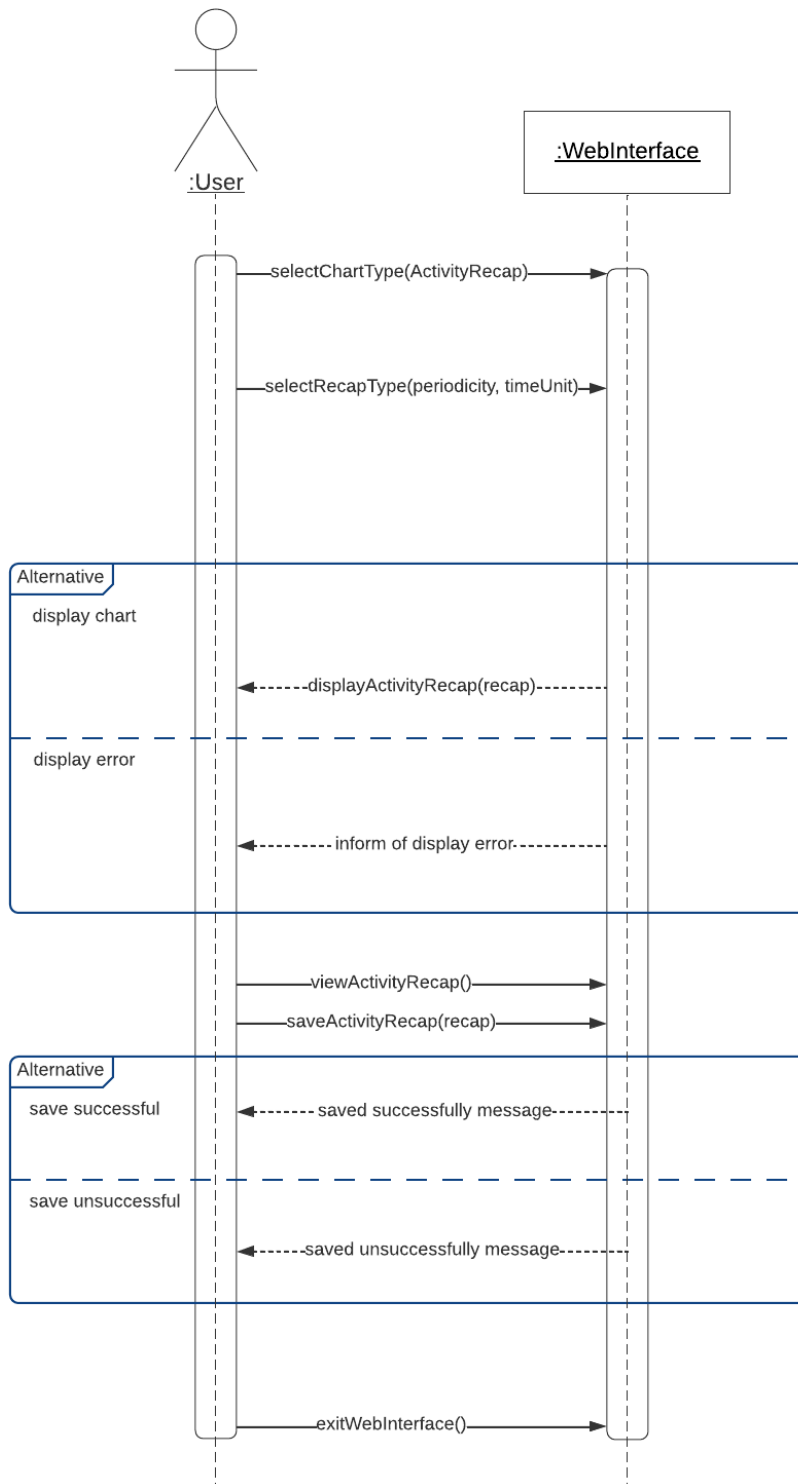 :User
:WebInterface
selectChartType(ActivityRecap)
selectRecapType(periodicity, timeUnit)
Alternative
display chart
displayActivityRecap(recap)
display error
inform of display error
viewActivityRecap()
saveActivityRecap(recap)
Alternative
save successful
saved successfully message
save unsuccessful
saved unsuccessfully message
exitWebInterface()